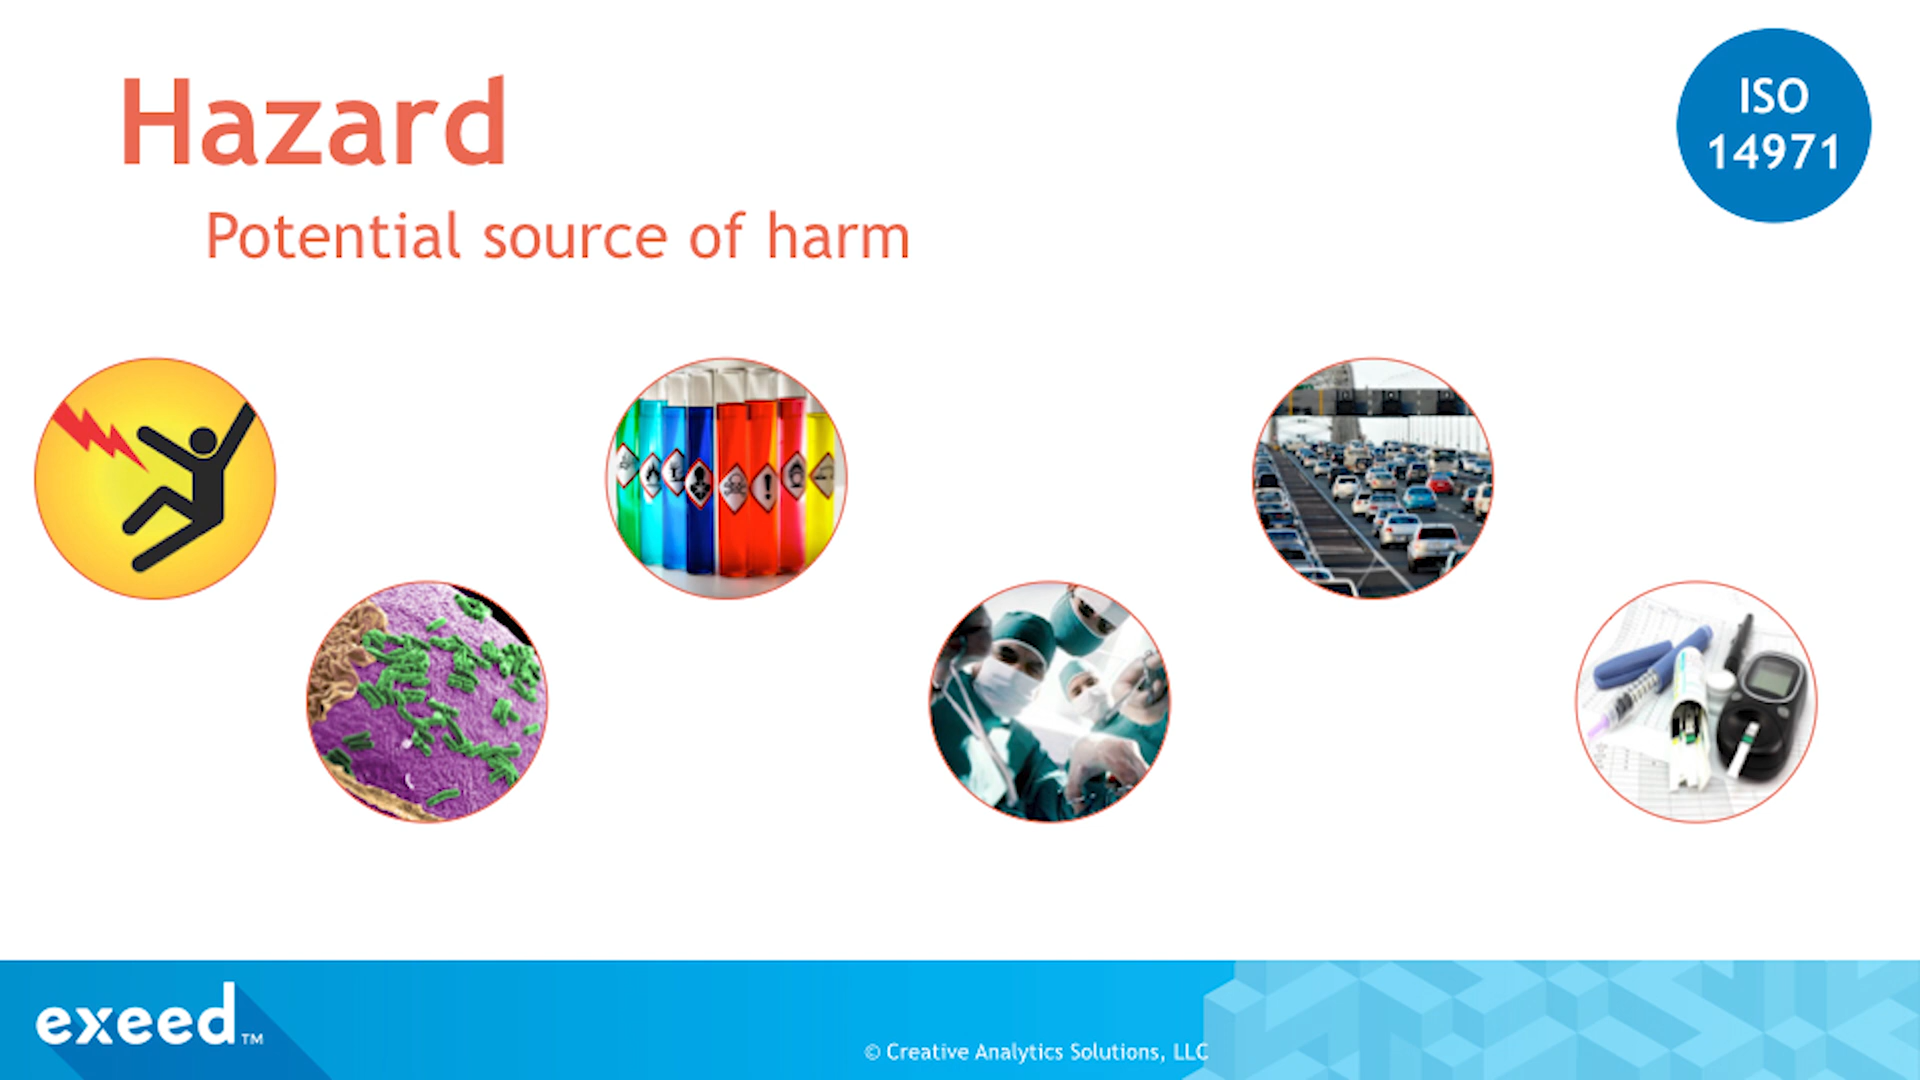 Hazard
Potential source of harm
ISO
14971
exeed™
© Creative Analytics Solutions, LLC